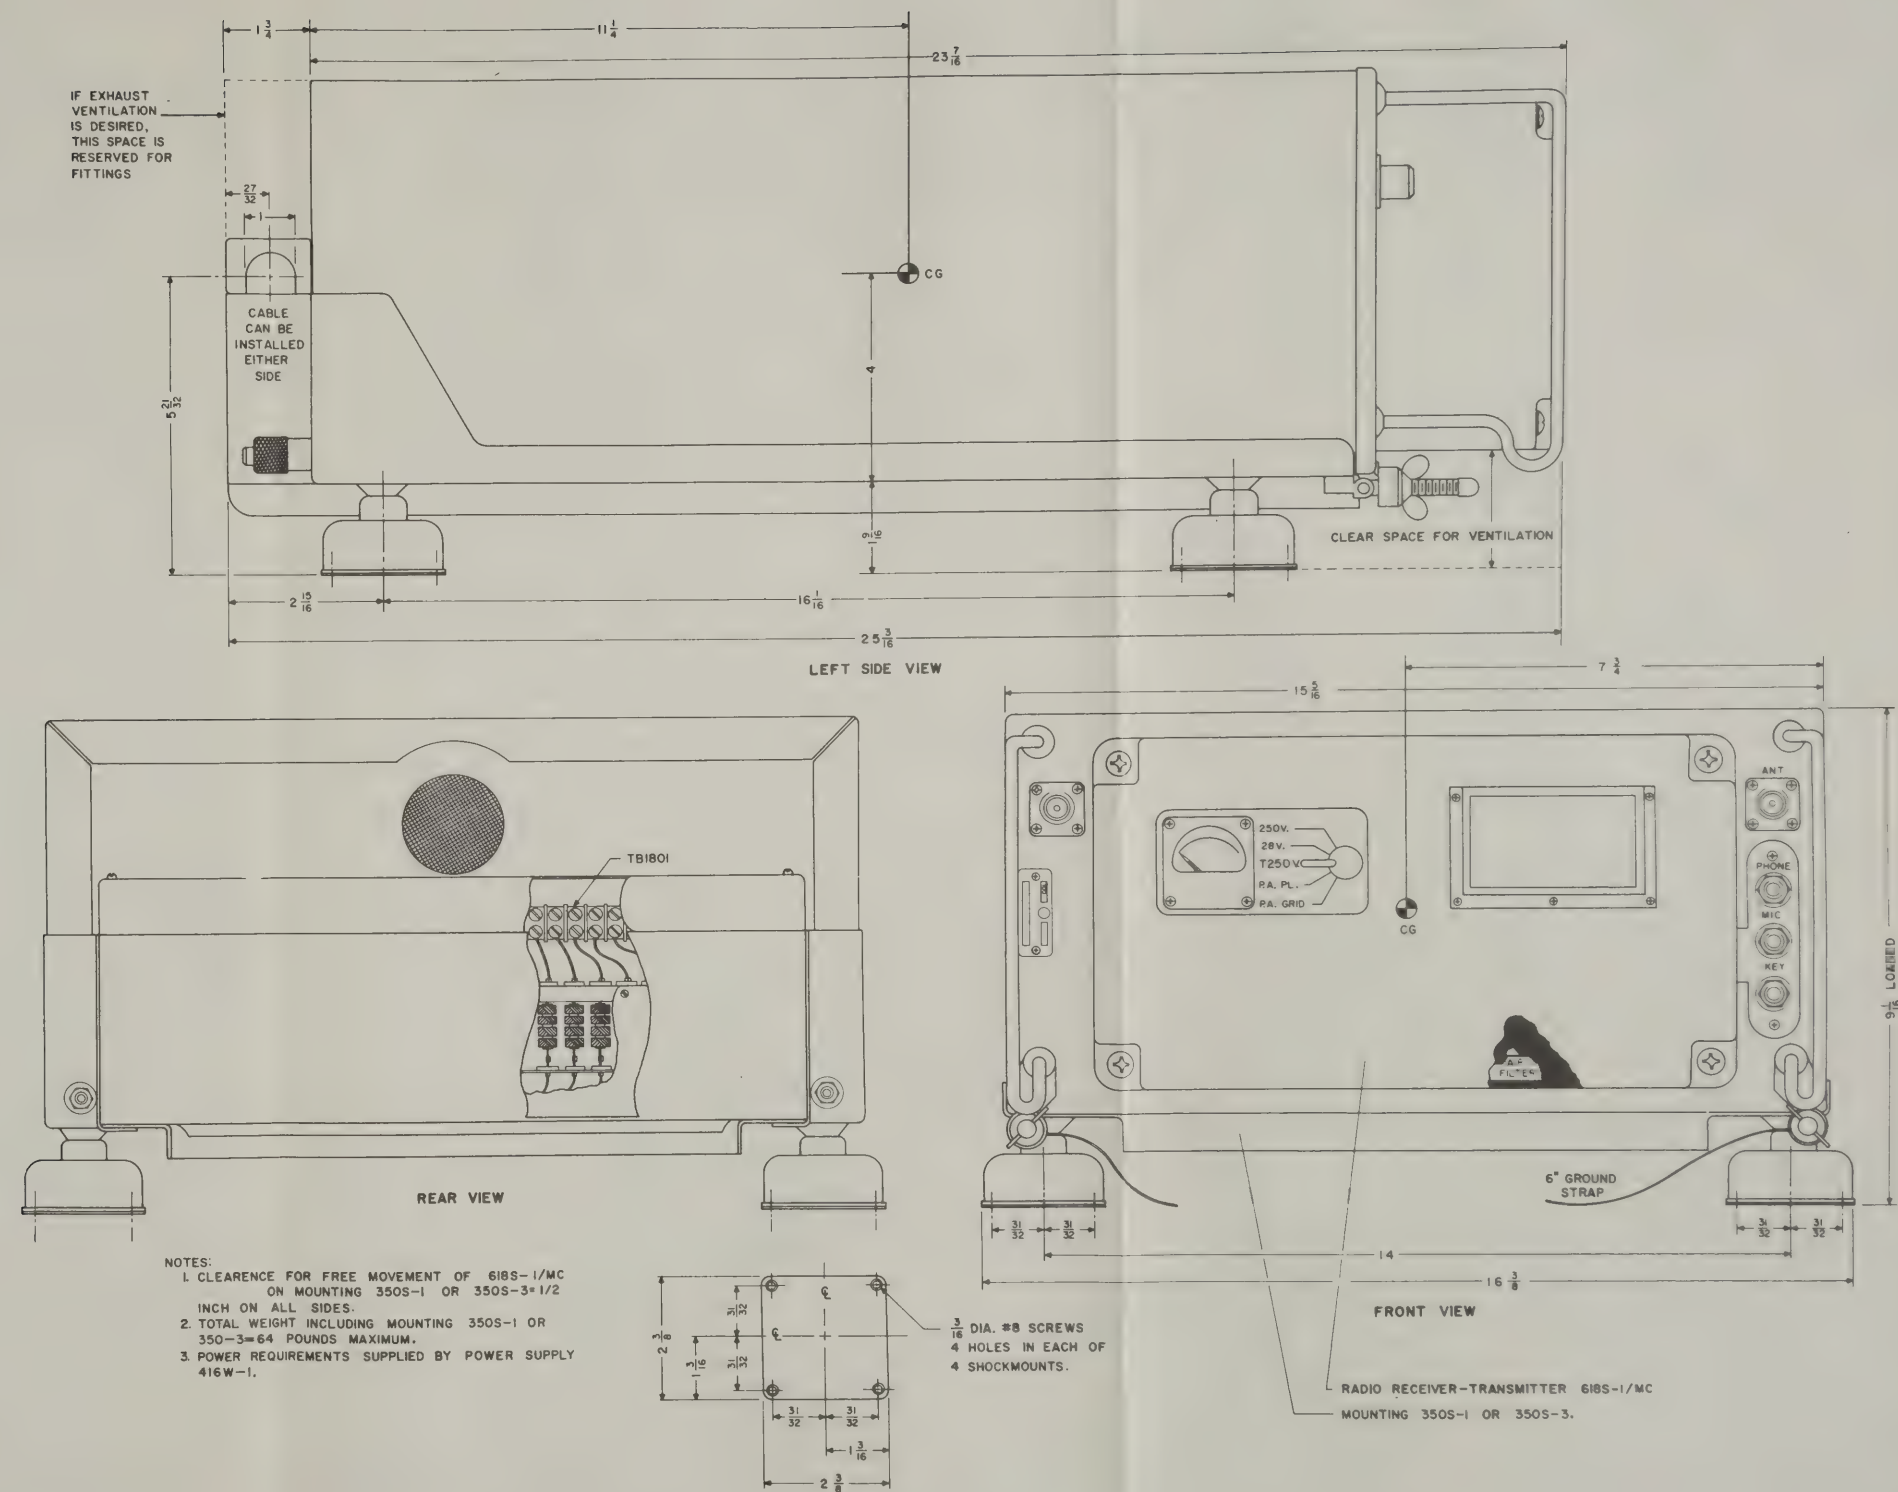 1 3/4
11 1/4
23 7/16
IF EXHAUST
VENTILATION
IS DESIRED,
THIS SPACE IS
RESERVED FOR
FITTINGS
27/32
1
CG
CABLE
CAN BE
INSTALLED
EITHER
SIDE
4
5 21/32
1 9/16
CLEAR SPACE FOR VENTILATION
2 15/16
16 1/16
25 3/16
LEFT SIDE VIEW
7 3/4
15 5/16
TB1801
REAR VIEW
ANT
250V.
28V.
T250V.
P.A. PL.
P.A. GRID
CG
PHONE
MIC
KEY
AIR
FILTER
9 1/16 LOADED
6" GROUND
STRAP
31/32
31/32
31/32
31/32
14
16 3/8
FRONT VIEW
NOTES:
1. CLEARENCE FOR FREE MOVEMENT OF 618S-1/MC
ON MOUNTING 350S-1 OR 350S-3=1/2
INCH ON ALL SIDES.
2. TOTAL WEIGHT INCLUDING MOUNTING 350S-1 OR
350-3=64 POUNDS MAXIMUM.
3. POWER REQUIREMENTS SUPPLIED BY POWER SUPPLY
416W-1.
℄
℄
31/32
2 3/8
1 3/16
31/32
31/32
31/32
1 3/16
2 3/8
3/16 DIA. #8 SCREWS
4 HOLES IN EACH OF
4 SHOCKMOUNTS.
RADIO RECEIVER-TRANSMITTER 618S-1/MC
MOUNTING 350S-1 OR 350S-3.